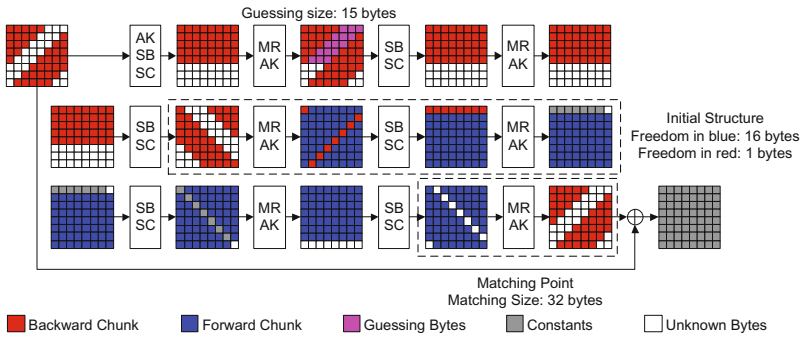 Guessing size: 15 bytes
AK
SB
SC
MR
AK
SB
SC
MR
AK
SB
SC
MR
AK
SB
SC
MR
AK
Initial Structure
Freedom in blue: 16 bytes
Freedom in red: 1 bytes
SB
SC
MR
AK
SB
SC
MR
AK
Matching Point
Matching Size: 32 bytes
Backward Chunk
Forward Chunk
Guessing Bytes
Constants
Unknown Bytes